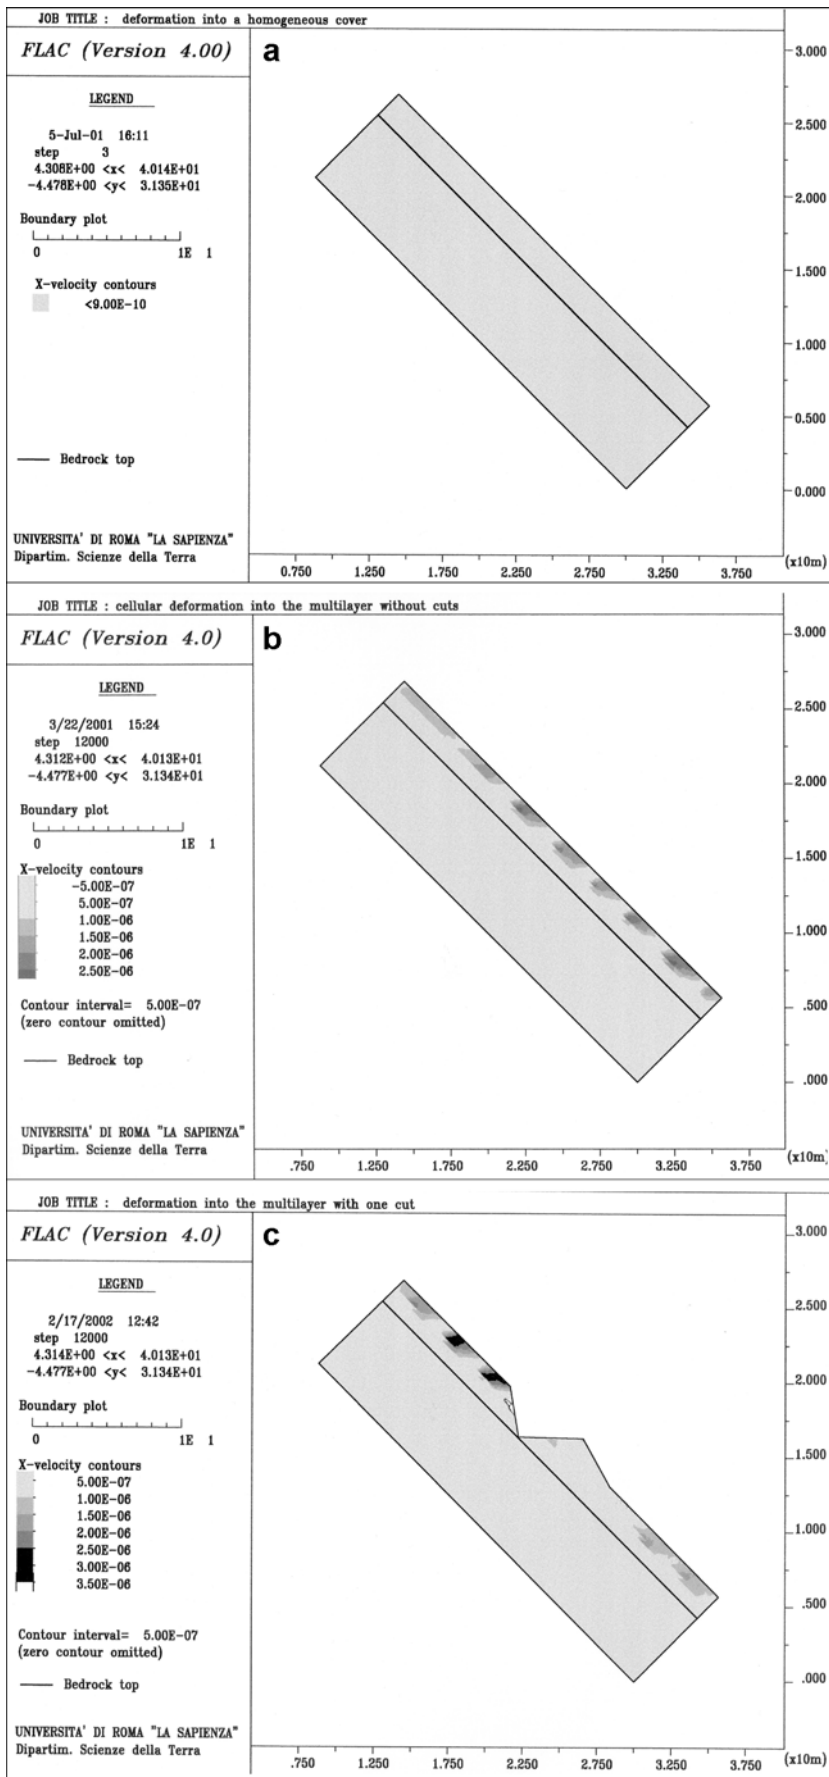 JOB TITLE : deformation into a homogeneous cover
FLAC (Version 4.00)
a
LEGEND
5-Jul-01 16:11
step 3
4.308E+00 <x< 4.014E+01
-4.478E+00 <y< 3.135E+01
Boundary plot
0 1E 1
X-velocity contours
<9.00E-10
Bedrock top
UNIVERSITA' DI ROMA "LA SAPIENZA"
Dipartim. Scienze della Terra
3.000
2.500
2.000
1.500
1.000
0.500
0.000
(x10m)
0.750 1.250 1.750 2.250 2.750 3.250 3.750
JOB TITLE : cellular deformation into the multilayer without cuts
FLAC (Version 4.0)
b
LEGEND
3/22/2001 15:24
step 12000
4.312E+00 <x< 4.013E+01
-4.477E+00 <y< 3.134E+01
Boundary plot
0 1E 1
X-velocity contours
-5.00E-07
5.00E-07
1.00E-06
1.50E-06
2.00E-06
2.50E-06
Contour interval= 5.00E-07
(zero contour omitted)
Bedrock top
UNIVERSITA' DI ROMA "LA SAPIENZA"
Dipartim. Scienze della Terra
3.000
2.500
2.000
1.500
1.000
.500
.000
(x10m)
.750 1.250 1.750 2.250 2.750 3.250 3.750
JOB TITLE : deformation into the multilayer with one cut
FLAC (Version 4.0)
c
LEGEND
2/17/2002 12:42
step 12000
4.314E+00 <x< 4.013E+01
-4.477E+00 <y< 3.134E+01
Boundary plot
0 1E 1
X-velocity contours
5.00E-07
1.00E-06
1.50E-06
2.00E-06
2.50E-06
3.00E-06
3.50E-06
Contour interval= 5.00E-07
(zero contour omitted)
Bedrock top
UNIVERSITA' DI ROMA "LA SAPIENZA"
Dipartim. Scienze della Terra
3.000
2.500
2.000
1.500
1.000
.500
.000
(x10m)
.750 1.250 1.750 2.250 2.750 3.250 3.750